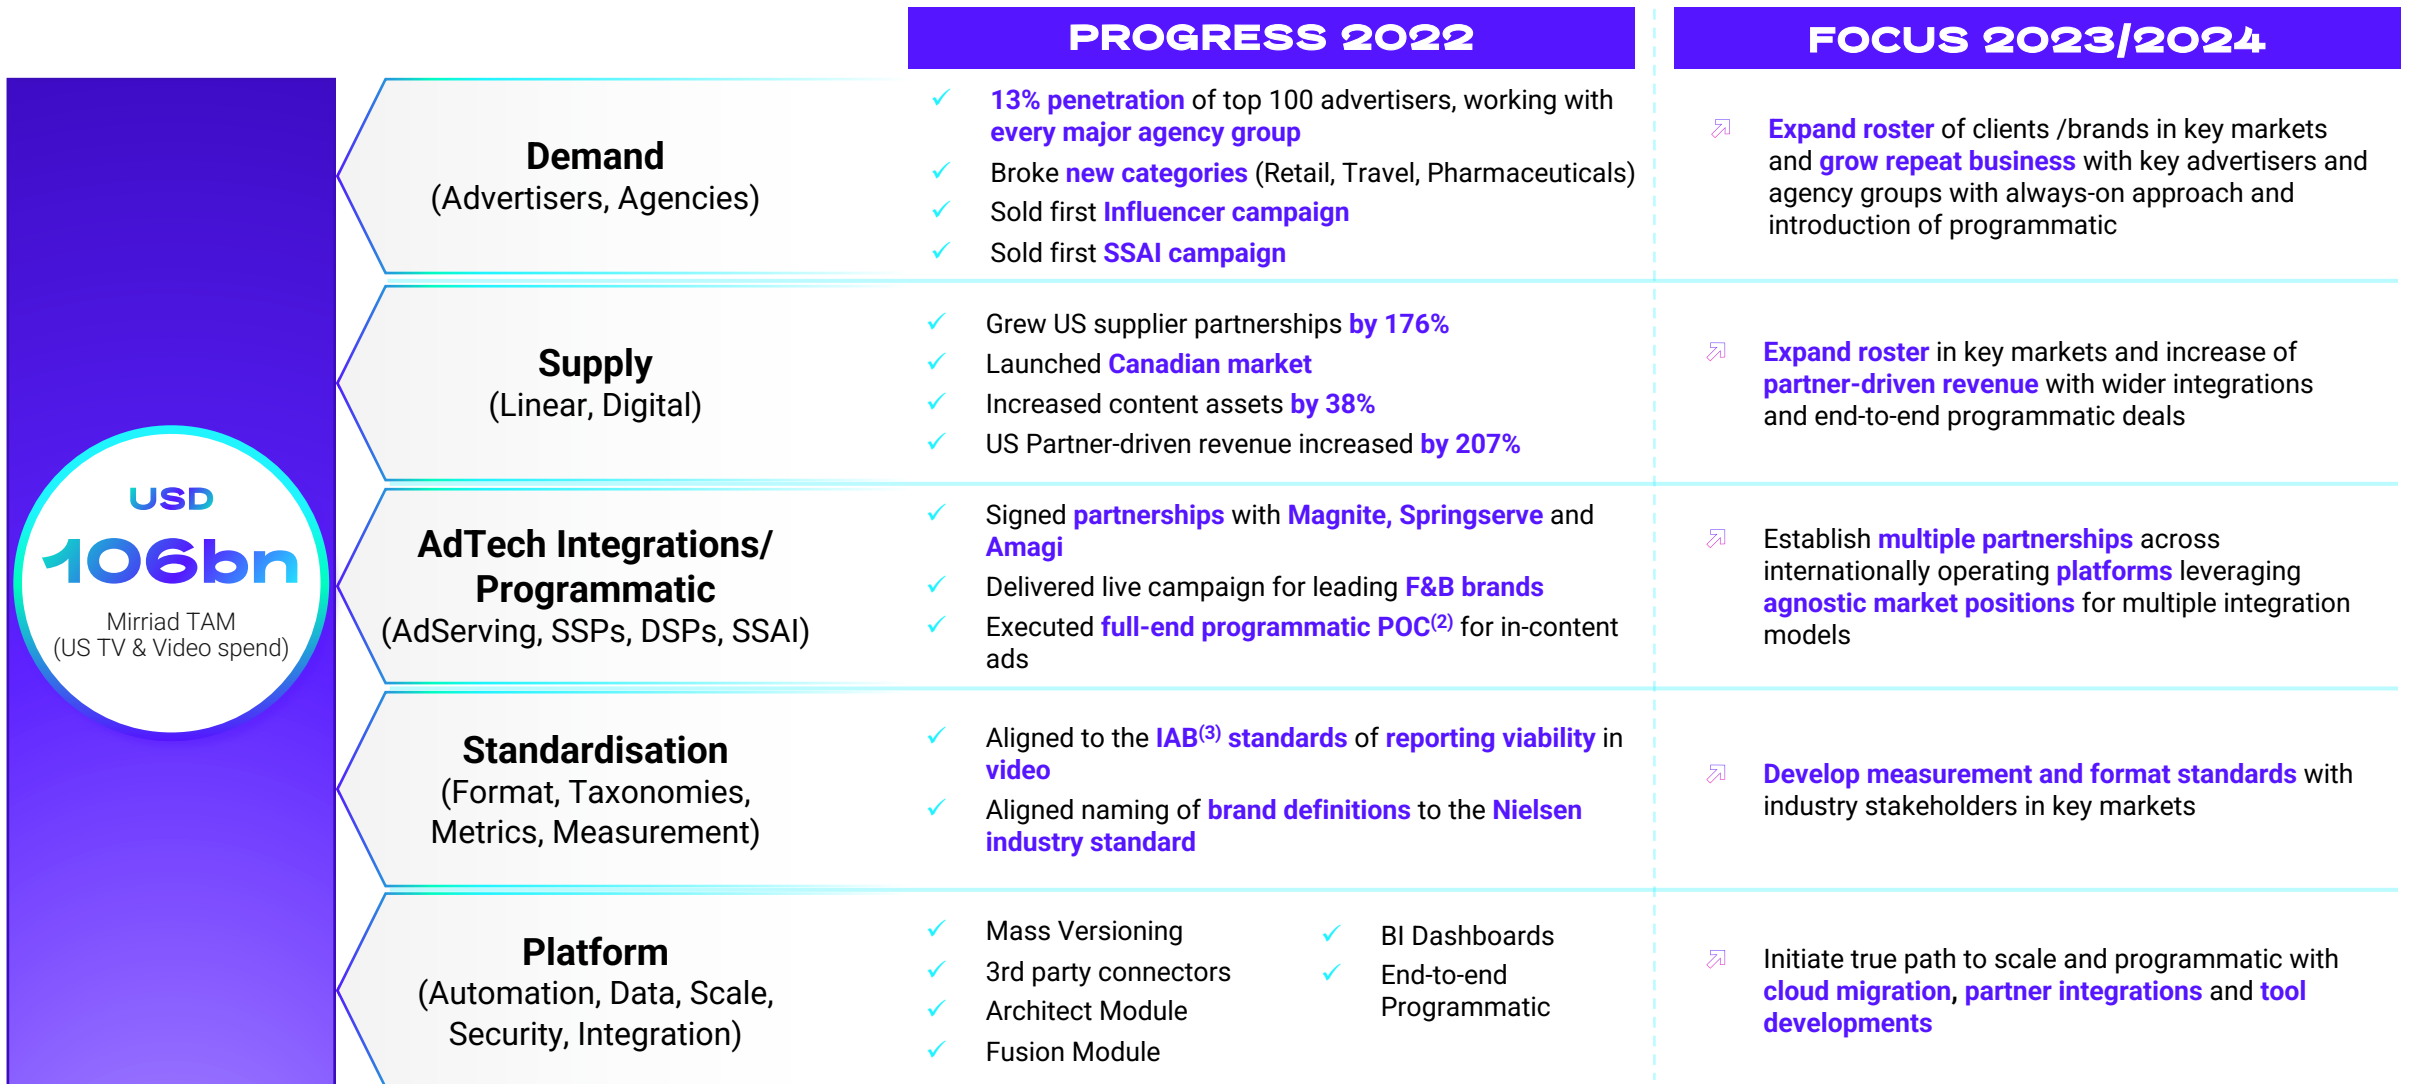 PROGRESS 2022
FOCUS 2023/2024
USD
106bn
Mirriad TAM
(US TV & Video spend)
Demand
(Advertisers, Agencies)
13% penetration of top 100 advertisers, working with
every major agency group
Broke new categories (Retail, Travel, Pharmaceuticals)
Sold first Influencer campaign
Sold first SSAI campaign
Expand roster of clients /brands in key markets
and grow repeat business with key advertisers and
agency groups with always-on approach and
introduction of programmatic
Supply
(Linear, Digital)
Grew US supplier partnerships by 176%
Launched Canadian market
Increased content assets by 38%
US Partner-driven revenue increased by 207%
Expand roster in key markets and increase of
partner-driven revenue with wider integrations
and end-to-end programmatic deals
AdTech Integrations/
Programmatic
(AdServing, SSPs, DSPs, SSAI)
Signed partnerships with Magnite, Springserve and
Amagi
Delivered live campaign for leading F&B brands
Executed full-end programmatic POC(2) for in-content
ads
Establish multiple partnerships across
internationally operating platforms leveraging
agnostic market positions for multiple integration
models
Standardisation
(Format, Taxonomies,
Metrics, Measurement)
Aligned to the IAB(3) standards of reporting viability in
video
Aligned naming of brand definitions to the Nielsen
industry standard
Develop measurement and format standards with
industry stakeholders in key markets
Platform
(Automation, Data, Scale,
Security, Integration)
Mass Versioning
3rd party connectors
Architect Module
Fusion Module
BI Dashboards
End-to-end
Programmatic
Initiate true path to scale and programmatic with
cloud migration, partner integrations and tool
developments